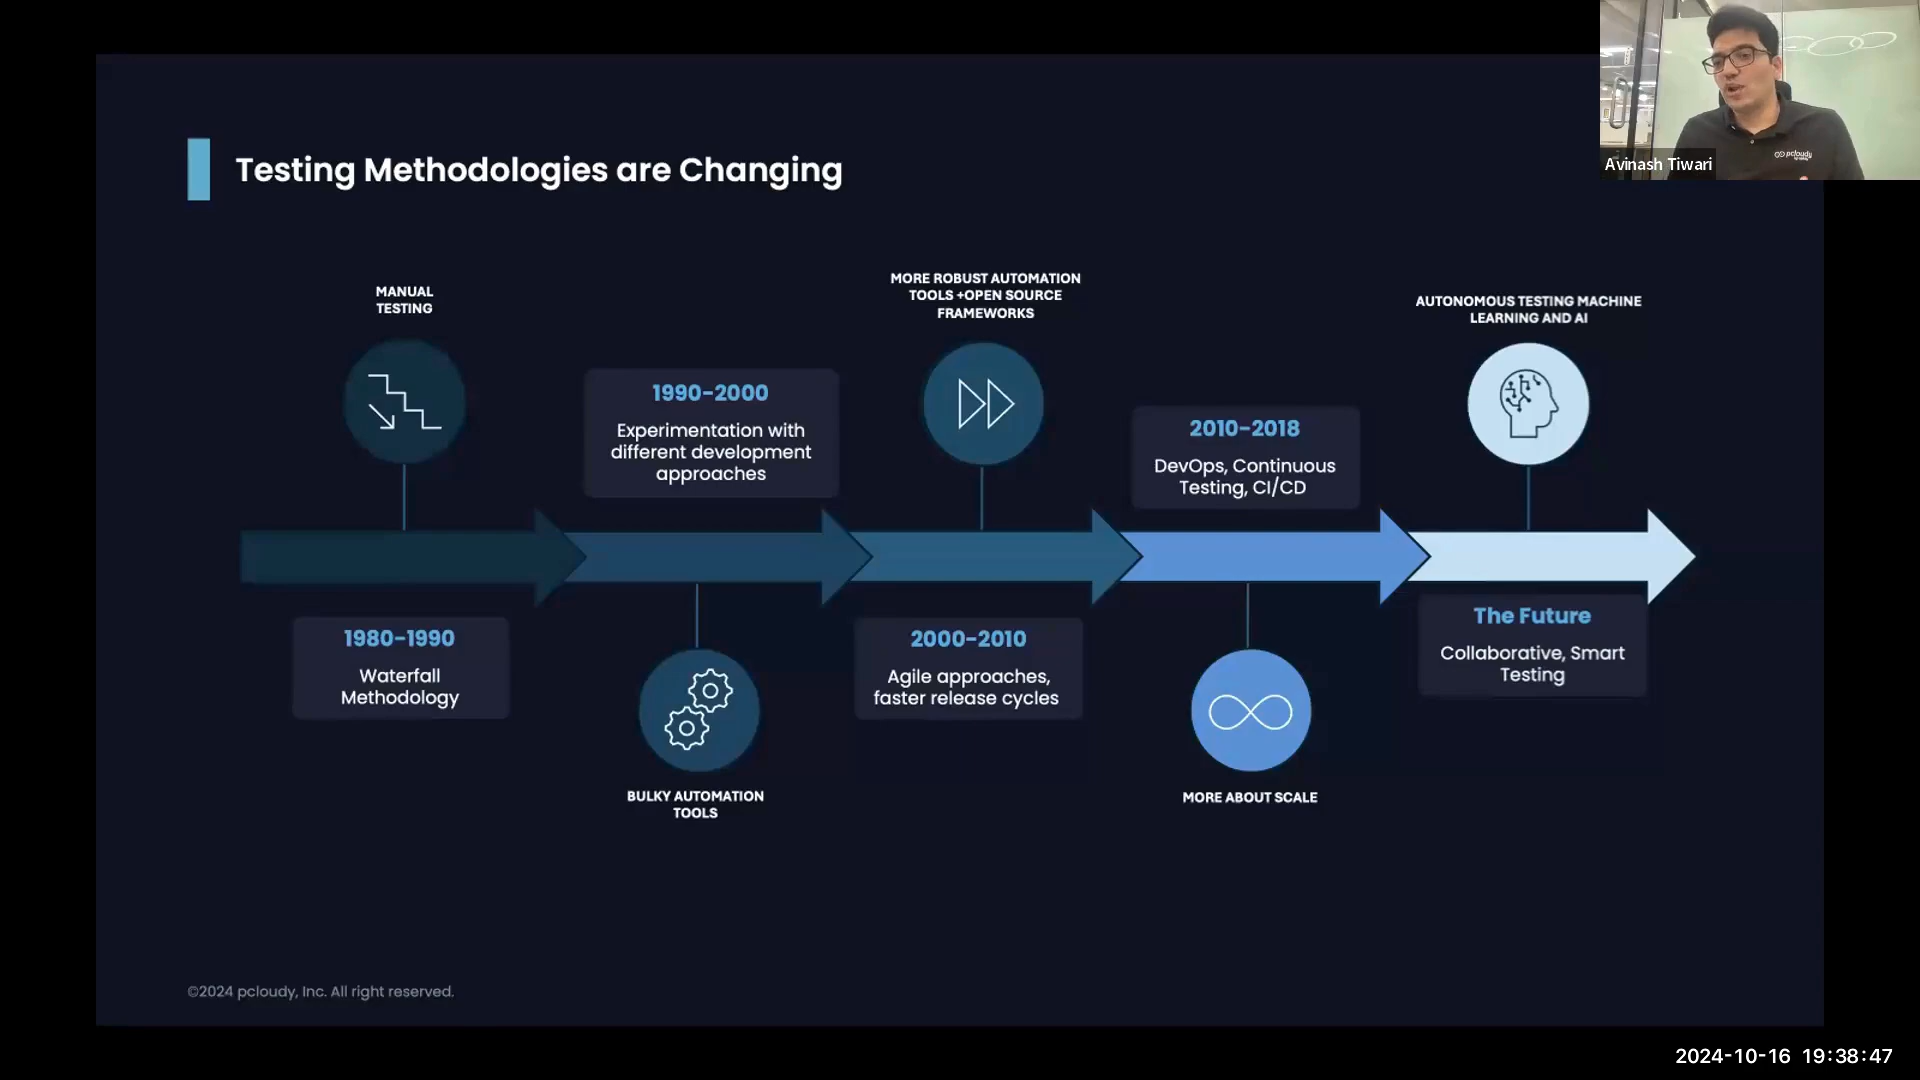 Avinash Tiwari
pcloudy
Testing Methodologies are Changing
MANUAL
TESTING
1980-1990
Waterfall
Methodology
1990-2000
Experimentation with
different development
approaches
BULKY AUTOMATION
TOOLS
MORE ROBUST AUTOMATION
TOOLS +OPEN SOURCE
FRAMEWORKS
2000-2010
Agile approaches,
faster release cycles
2010-2018
DevOps, Continuous
Testing, CI/CD
MORE ABOUT SCALE
AUTONOMOUS TESTING MACHINE
LEARNING AND AI
The Future
Collaborative, Smart
Testing
©2024 pcloudy, Inc. All right reserved.
2024-10-16 19:38:47